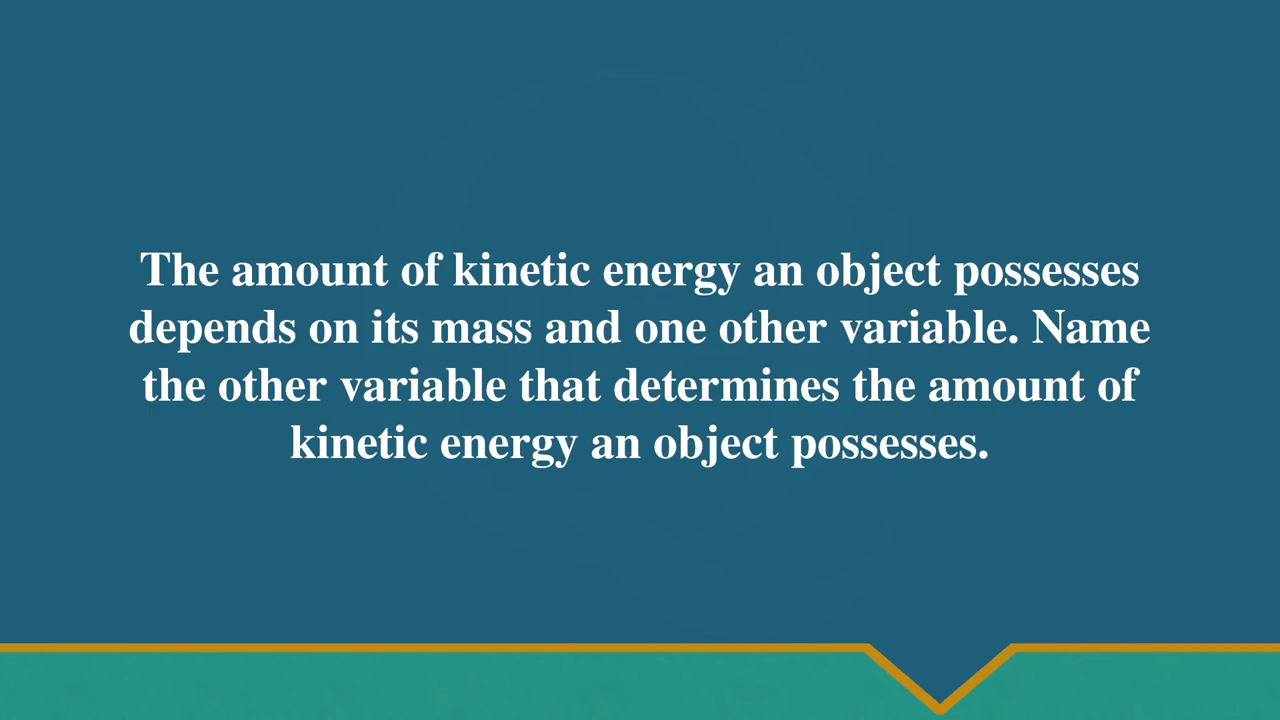 The amount of kinetic energy an object possesses
depends on its mass and one other variable. Name
the other variable that determines the amount of
kinetic energy an object possesses.